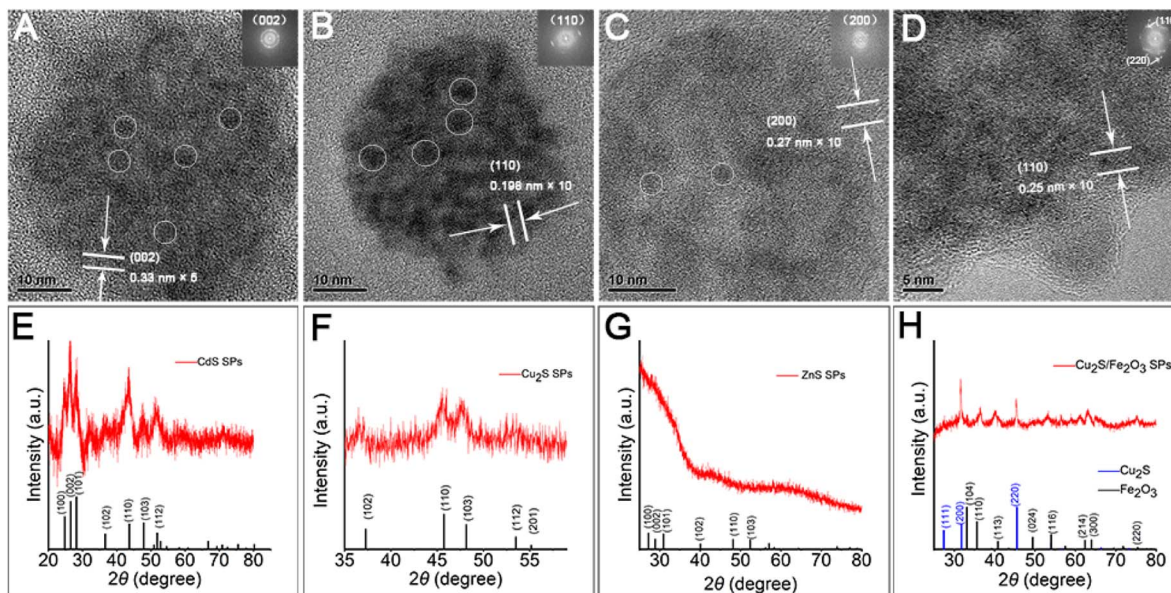 A
(002)
(002)
0.33 nm × 5
10 nm
B
(110)
(110)
0.198 nm × 10
10 nm
C
(200)
(200)
0.27 nm × 10
10 nm
D
(220)
(110)
0.25 nm × 10
5 nm
E
CdS SPs
Intensity (a.u.)
(100)
(002)
(101)
(102)
(110)
(103)
(112)
20 30 40 50 60 70 80
2θ (degree)
F
Cu2S SPs
Intensity (a.u.)
(102)
(110)
(103)
(112)
(201)
35 40 45 50 55
2θ (degree)
G
ZnS SPs
Intensity (a.u.)
(100)
(002)
(101)
(102)
(110)
(103)
30 40 50 60 70 80
2θ (degree)
H
Cu2S/Fe2O3 SPs
Cu2S
Fe2O3
Intensity (a.u.)
(111)
(200)
(104)
(110)
(113)
(220)
(024)
(116)
(214)
(300)
(220)
30 40 50 60 70 80
2θ (degree)